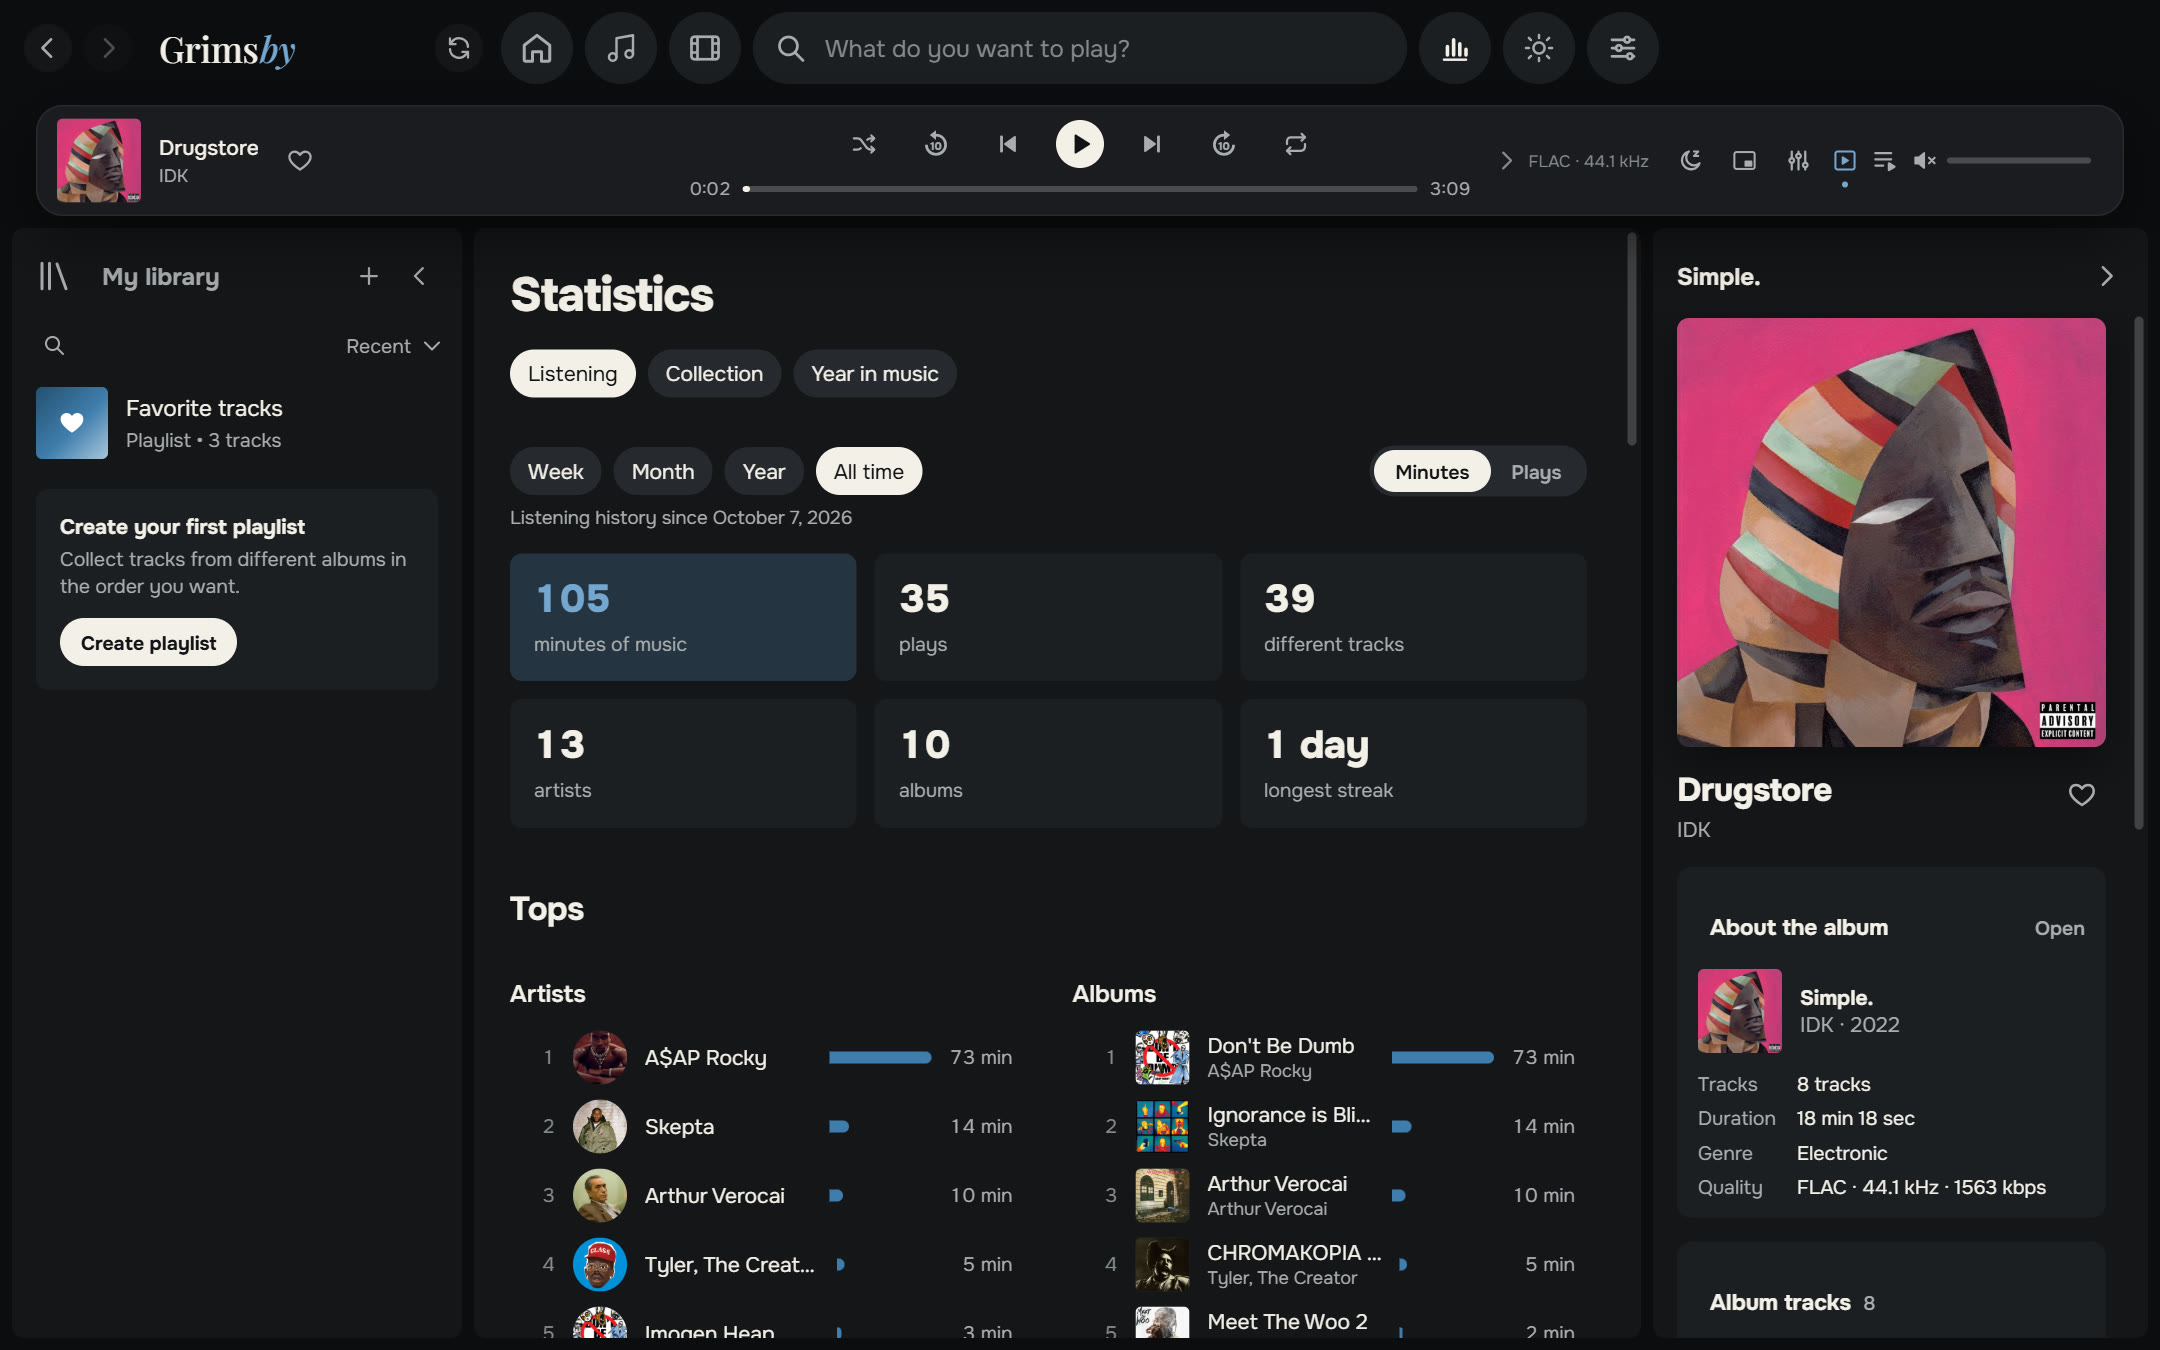 Grimsby
What do you want to play?
Drugstore
IDK
10
10
0:02
3:09
FLAC · 44.1 kHz
My library
Recent
Favorite tracks
Playlist • 3 tracks
Create your first playlist
Collect tracks from different albums in
the order you want.
Create playlist
Statistics
Listening
Collection
Year in music
Week
Month
Year
All time
Minutes
Plays
Listening history since October 7, 2026
105
minutes of music
35
plays
39
different tracks
13
artists
10
albums
1 day
longest streak
Tops
Artists
1
A$AP Rocky
73 min
2
Skepta
14 min
3
Arthur Verocai
10 min
4
Tyler, The Creat...
5 min
5
Imogen Heap
3 min
Albums
1
Don't Be Dumb
A$AP Rocky
73 min
2
Ignorance is Bli...
Skepta
14 min
3
Arthur Verocai
Arthur Verocai
10 min
4
CHROMAKOPIA ...
Tyler, The Creator
5 min
5
Meet The Woo 2
2 min
Simple.
PARENTAL
ADVISORY
EXPLICIT CONTENT
Drugstore
IDK
About the album
Open
Simple.
IDK · 2022
Tracks
8 tracks
Duration
18 min 18 sec
Genre
Electronic
Quality
FLAC · 44.1 kHz · 1563 kbps
Album tracks 8